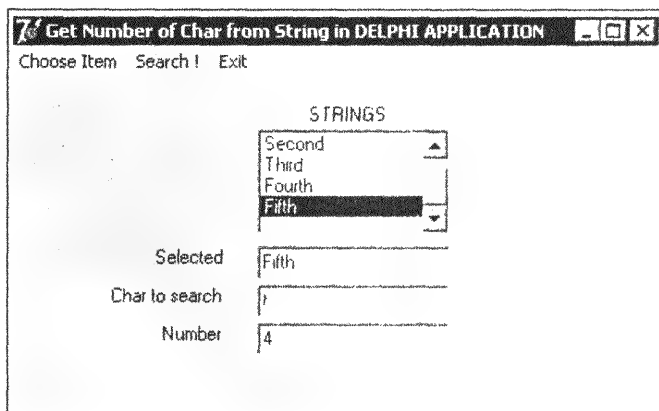 Get Number of Char from String in DELPHI APPLICATION
Choose Item Search ! Exit
STRINGS
Second
Third
Fourth
Fifth
Selected Fifth
Char to search
Number 4